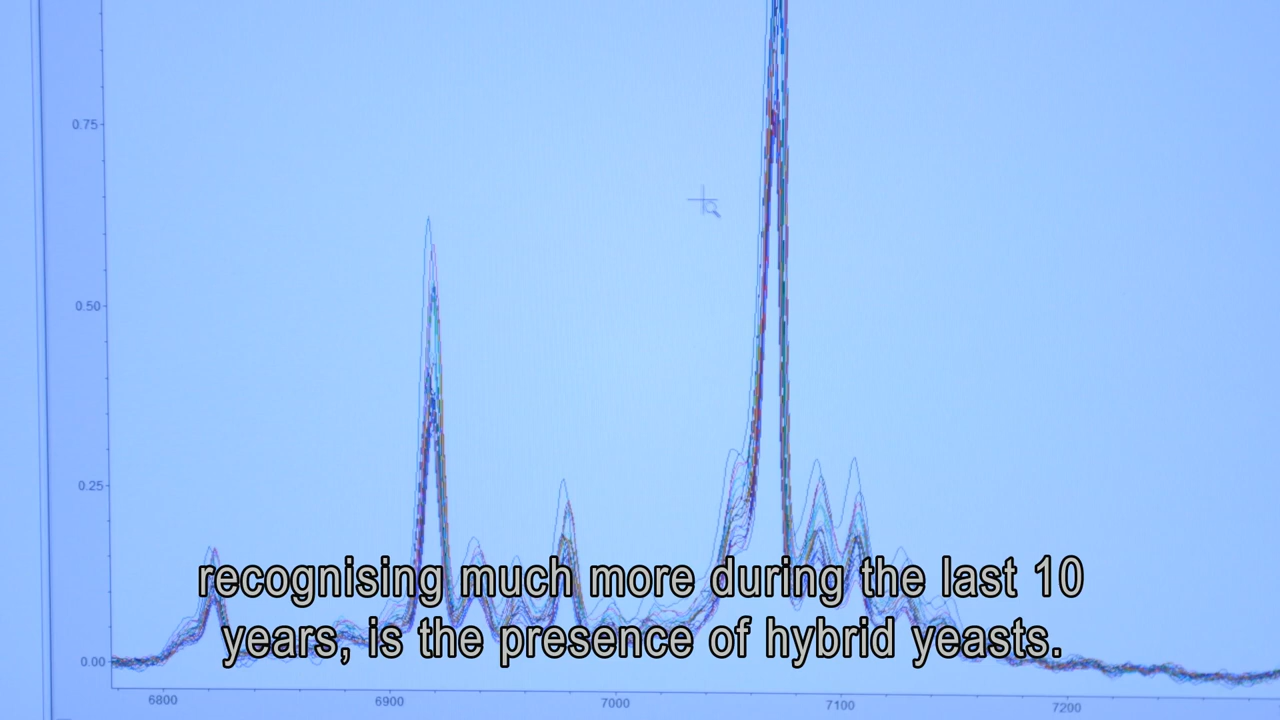 0.75
0.50
0.25
0.00
6800 6900 7000 7100 7200
recognising much more during the last 10
years, is the presence of hybrid yeasts.